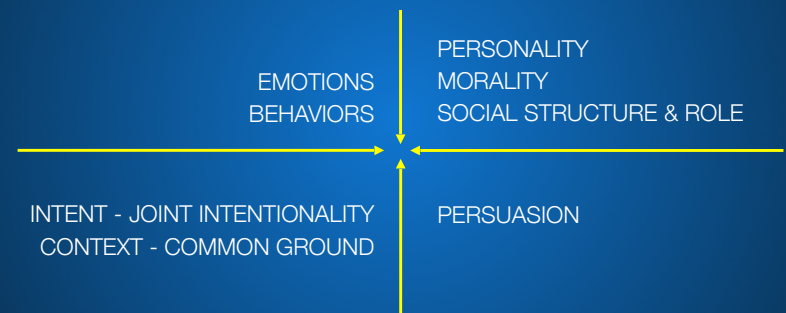 EMOTIONS
BEHAVIORS
PERSONALITY
MORALITY
SOCIAL STRUCTURE & ROLE
INTENT - JOINT INTENTIONALITY
CONTEXT - COMMON GROUND
PERSUASION